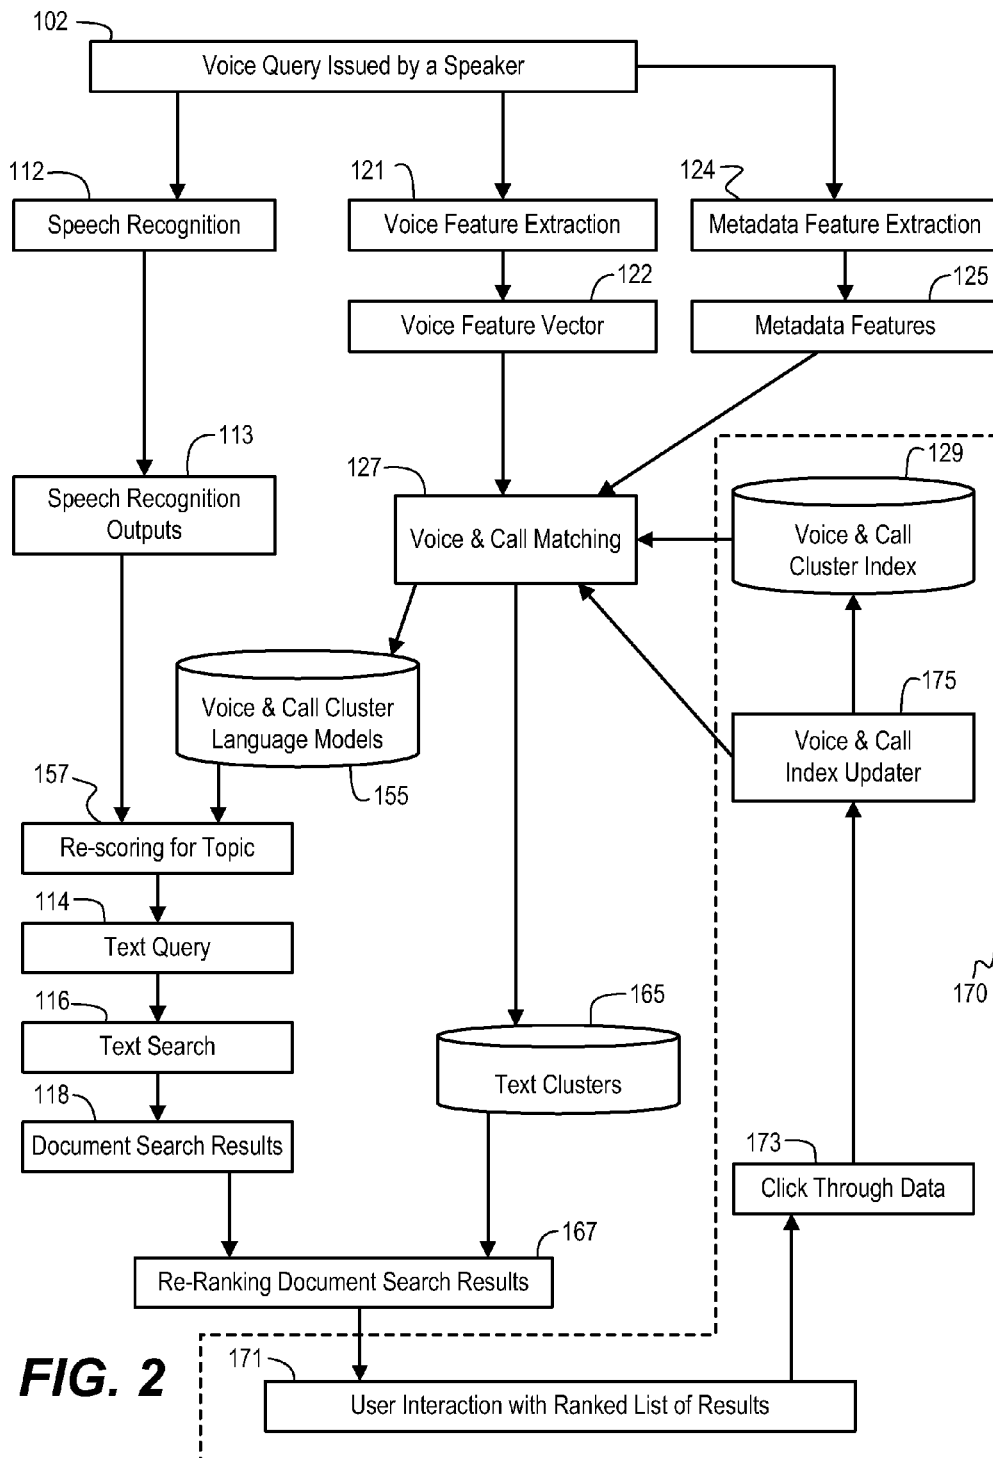 102
Voice Query Issued by a Speaker
112
121
124
Speech Recognition
Voice Feature Extraction
Metadata Feature Extraction
122
125
Voice Feature Vector
Metadata Features
113
127
129
Speech Recognition
Outputs
Voice & Call Matching
Voice & Call
Cluster Index
Voice & Call Cluster
Language Models
175
Voice & Call
Index Updater
157
155
Re-scoring for Topic
114
Text Query
170
116
165
Text Search
Text Clusters
118
Document Search Results
173
Click Through Data
167
Re-Ranking Document Search Results
FIG. 2
171
User Interaction with Ranked List of Results